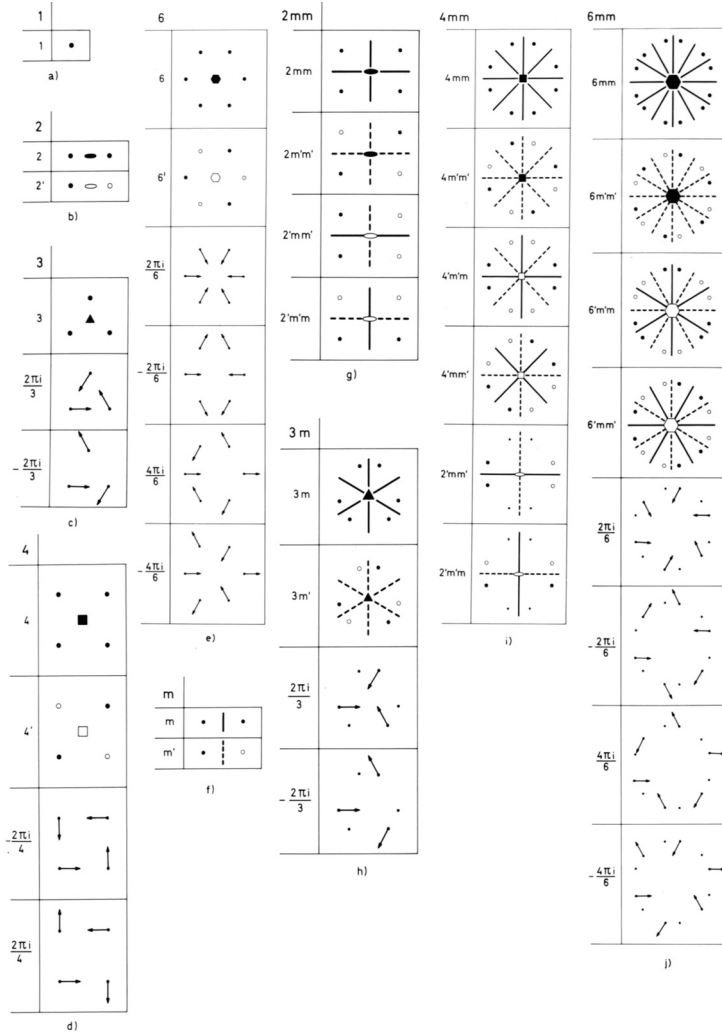 1
1
a)
2
2
2'
b)
3
3
2πi/3
-2πi/3
c)
4
4
4'
-2πi/4
2πi/4
d)
6
6
6'
2πi/6
-2πi/6
4πi/6
-4πi/6
e)
m
m
m'
f)
2mm
2mm
2m'm'
2'mm'
2'm'm
g)
3m
3m
3m'
2πi/3
-2πi/3
h)
4mm
4mm
4m'm'
4'm'm
4'mm'
2'mm'
2'm'm
i)
6mm
6mm
6m'm'
6'm'm
6'mm'
2πi/6
-2πi/6
4πi/6
-4πi/6
j)